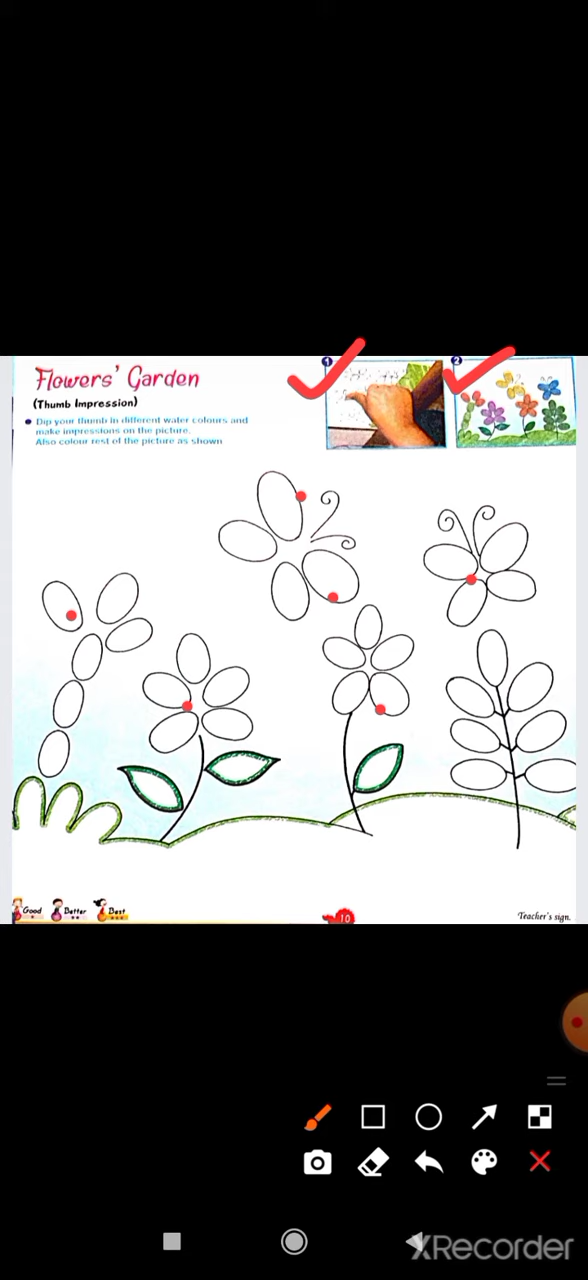 Flowers' Garden
(Thumb Impression)
Dip your thumb in different water colours and
make impressions on the picture.
Also colour rest of the picture as shown
1
2
Good
Better
Best
10
Teacher's sign.
XRecorder